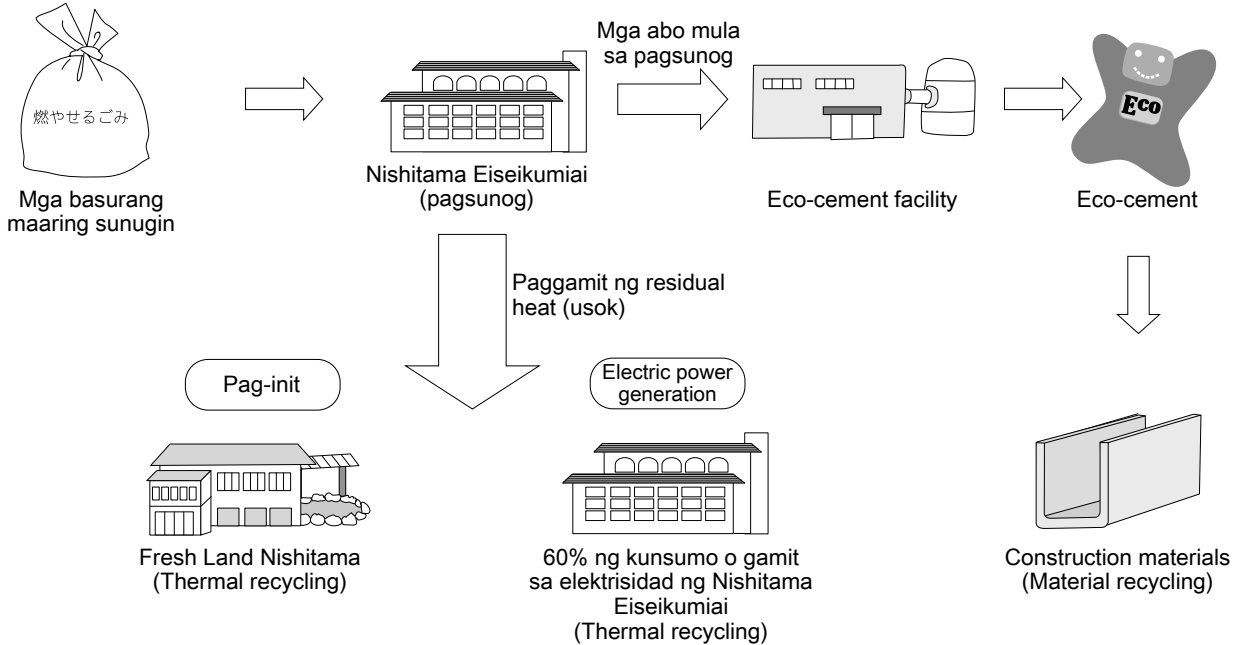 燃やせるごみ
Mga basurang
maaring sunugin
Nishitama Eiseikumiai
(pagsunog)
Mga abo mula
sa pagsunog
Eco-cement facility
Eco
Eco-cement
Paggamit ng residual
heat (usok)
Pag-init
Electric power
generation
Fresh Land Nishitama
(Thermal recycling)
60% ng kunsumo o gamit
sa elektrisidad ng Nishitama
Eiseikumiai
(Thermal recycling)
Construction materials
(Material recycling)